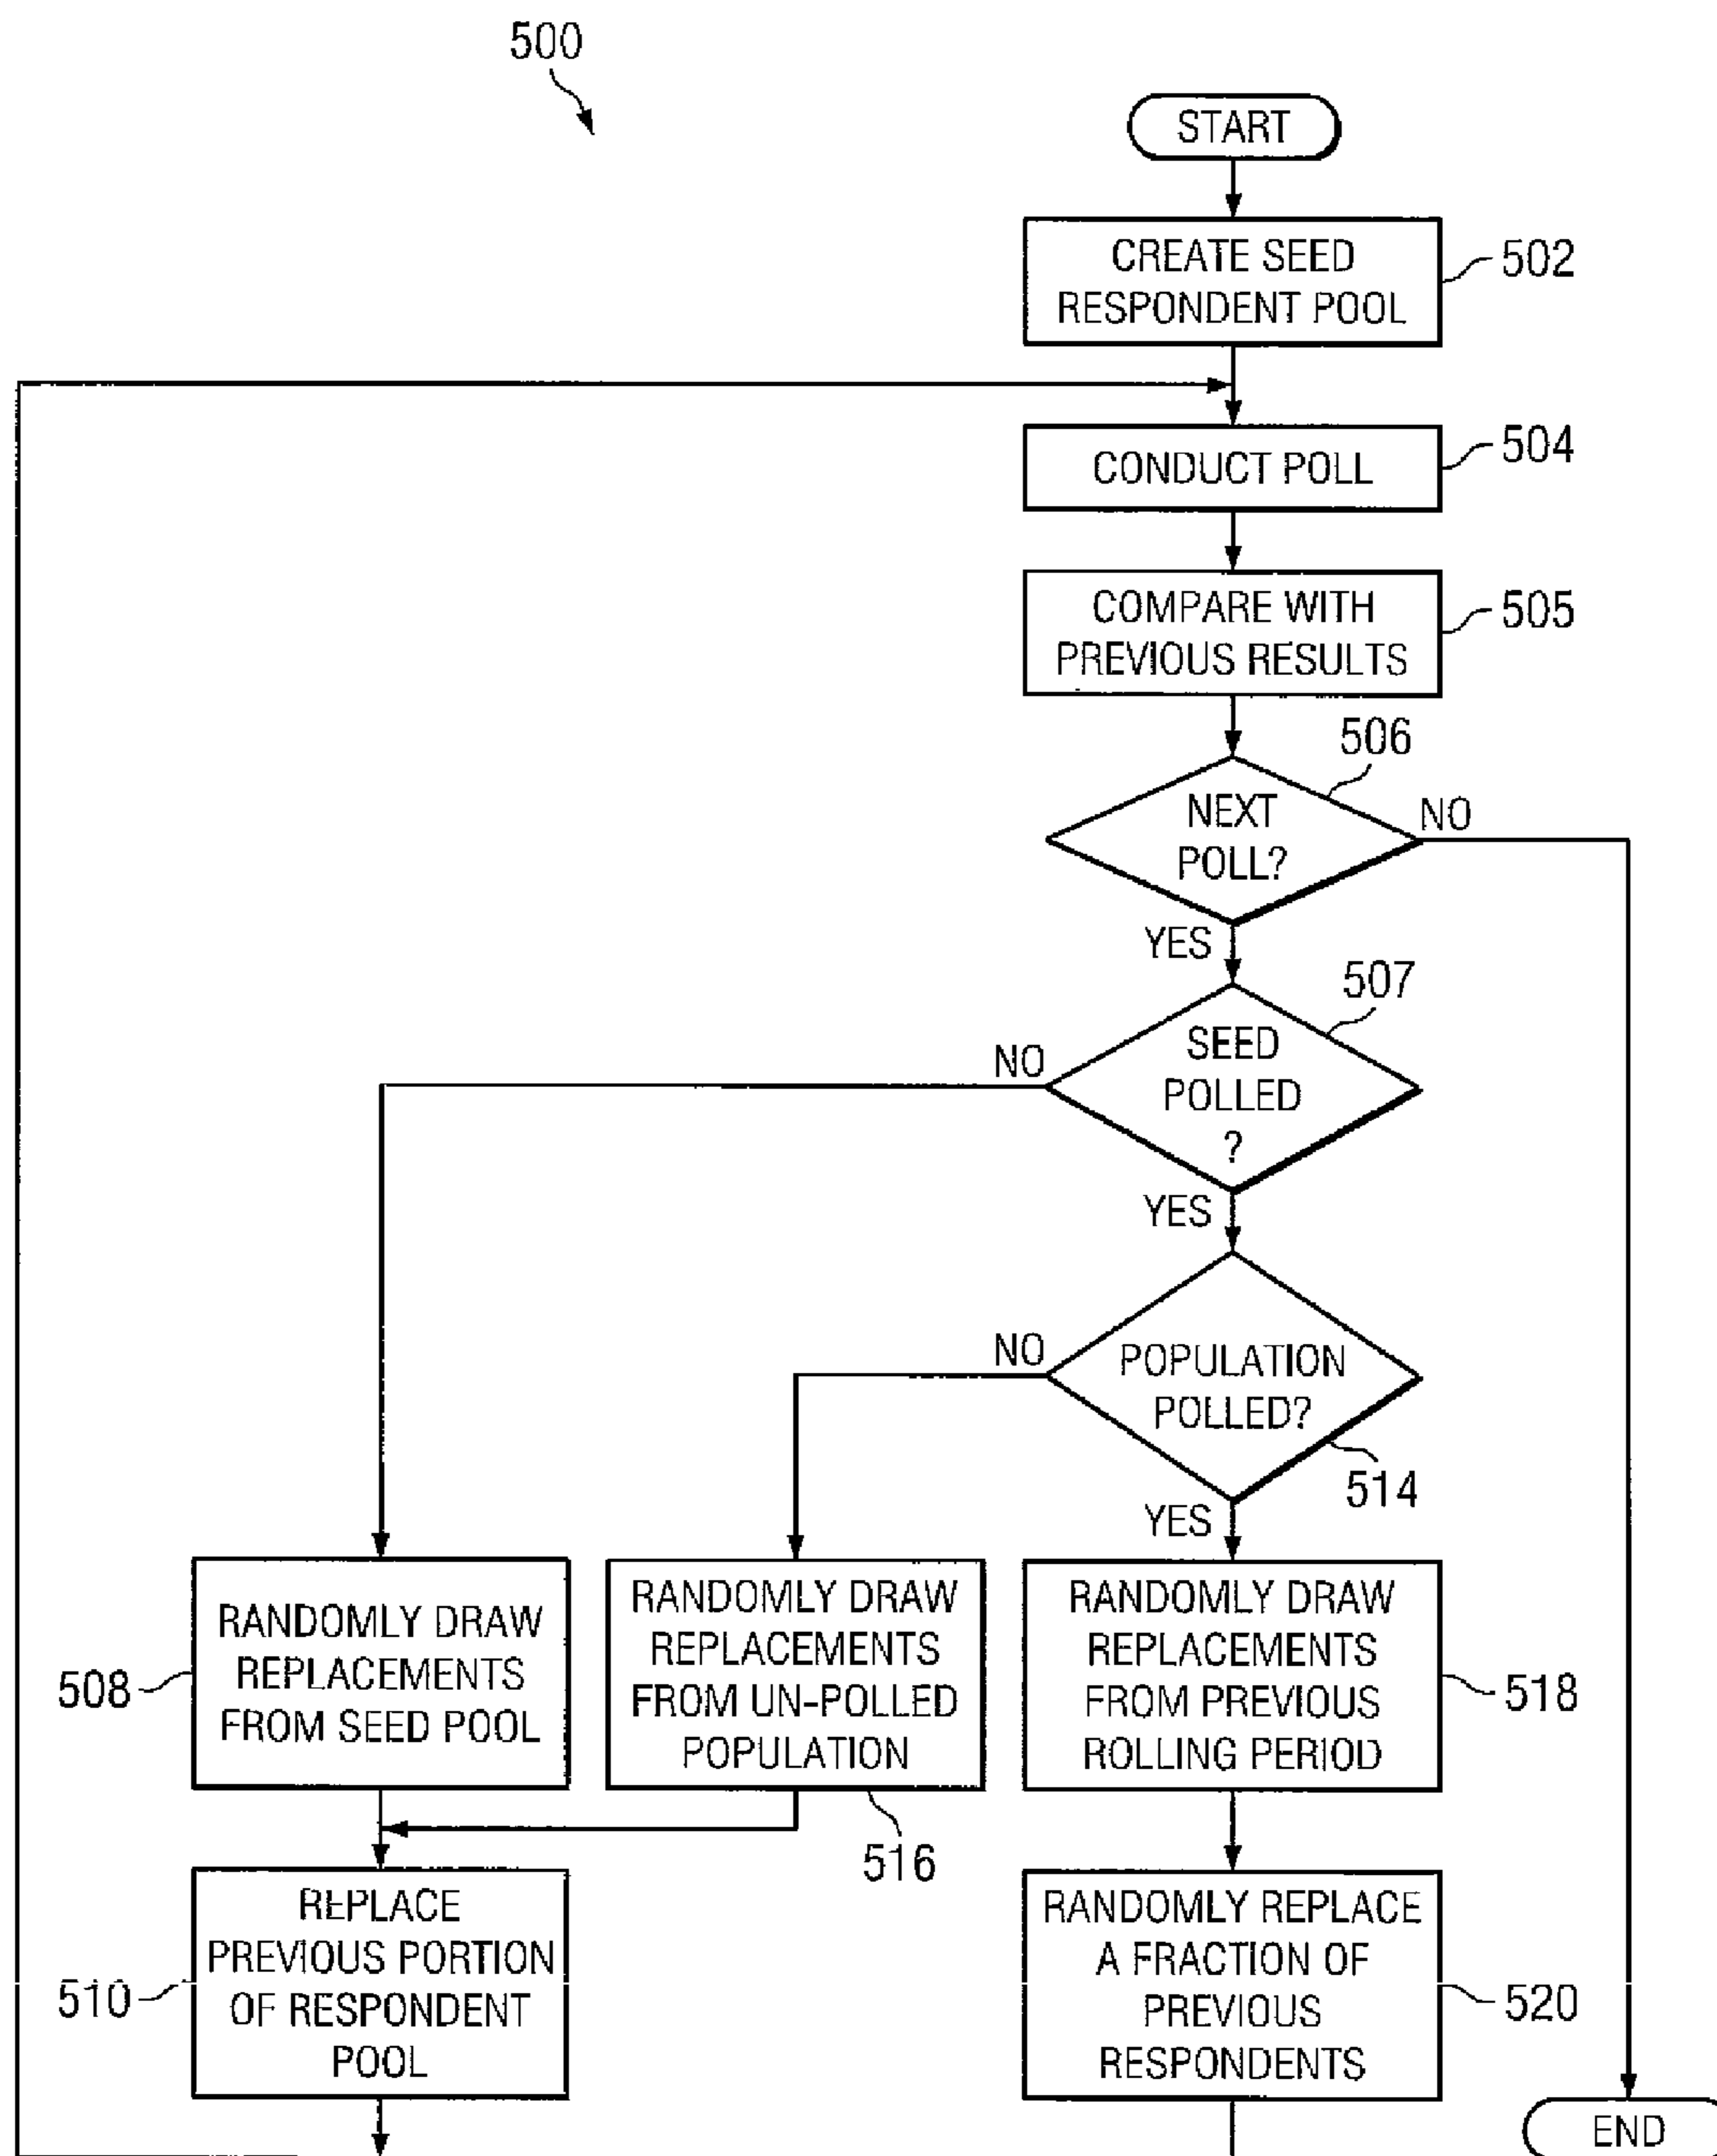 500
START
CREATE SEED
RESPONDENT POOL
502
CONDUCT POLL
504
COMPARE WITH
PREVIOUS RESULTS
505
506
NEXT
POLL?
NO
YES
507
SEED
POLLED
?
NO
YES
POPULATION
POLLED?
NO
514
YES
RANDOMLY DRAW
REPLACEMENTS
FROM SEED POOL
508
RANDOMLY DRAW
REPLACEMENTS
FROM UN-POLLED
POPULATION
516
RANDOMLY DRAW
REPLACEMENTS
FROM PREVIOUS
ROLLING PERIOD
518
REPLACE
PREVIOUS PORTION
OF RESPONDENT
POOL
510
RANDOMLY REPLACE
A FRACTION OF
PREVIOUS
RESPONDENTS
520
END